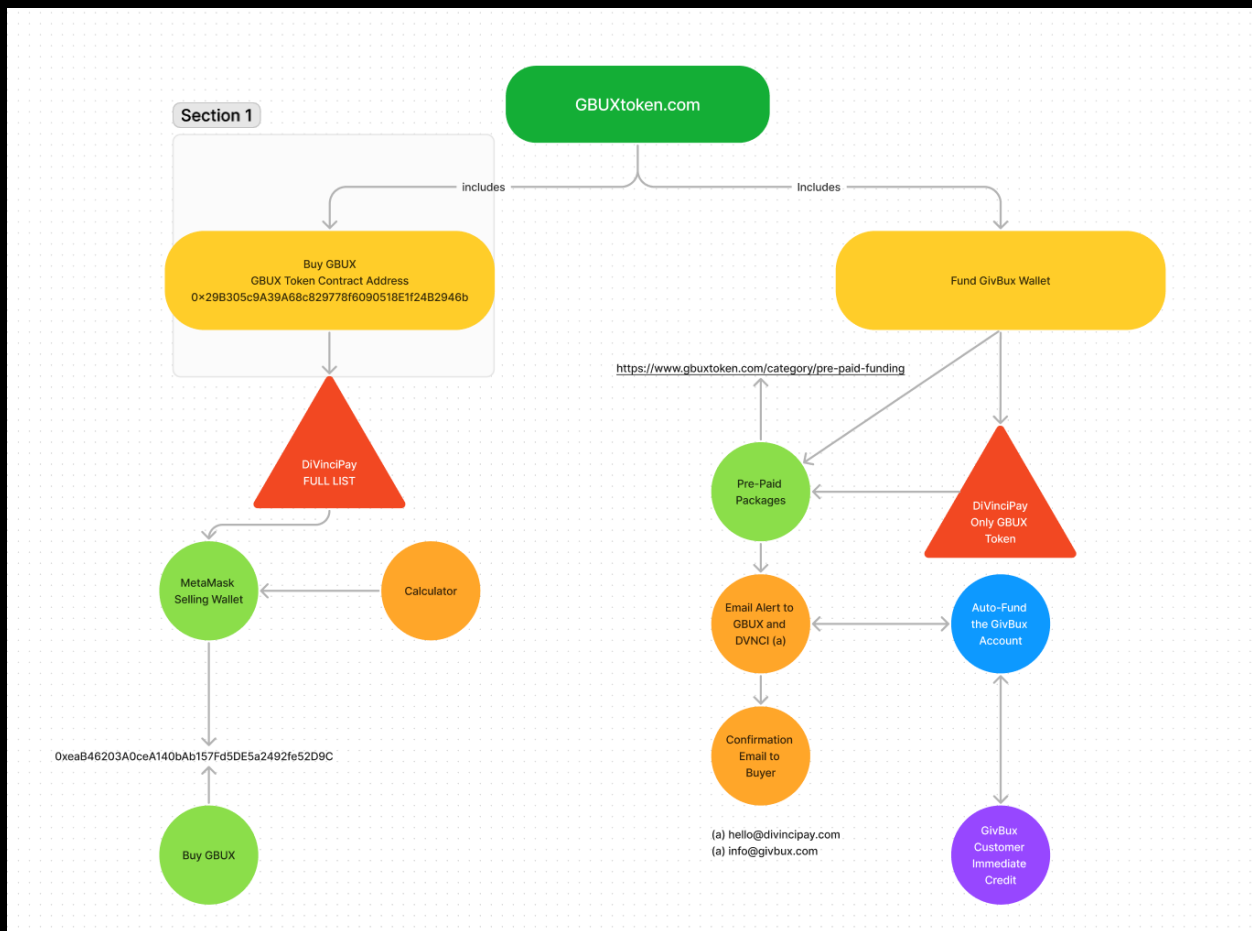 GBUXtoken.com
Section 1
includes
Includes
Buy GBUX
GBUX Token Contract Address
0×29B305c9A39A68c829778f6090518E1f24B2946b
Fund GivBux Wallet
https://www.gbuxtoken.com/category/pre-paid-funding
DiVinciPay
FULL LIST
Pre-Paid
Packages
DiVinciPay
Only GBUX
Token
MetaMask
Selling Wallet
Calculator
Email Alert to
GBUX and
DVNCI (a)
Auto-Fund
the GivBux
Account
0xeaB46203A0ceA140bAb157Fd5DE5a2492fe52D9C
Confirmation
Email to
Buyer
Buy GBUX
(a) hello@divincipay.com
(a) info@givbux.com
GivBux
Customer
Immediate
Credit